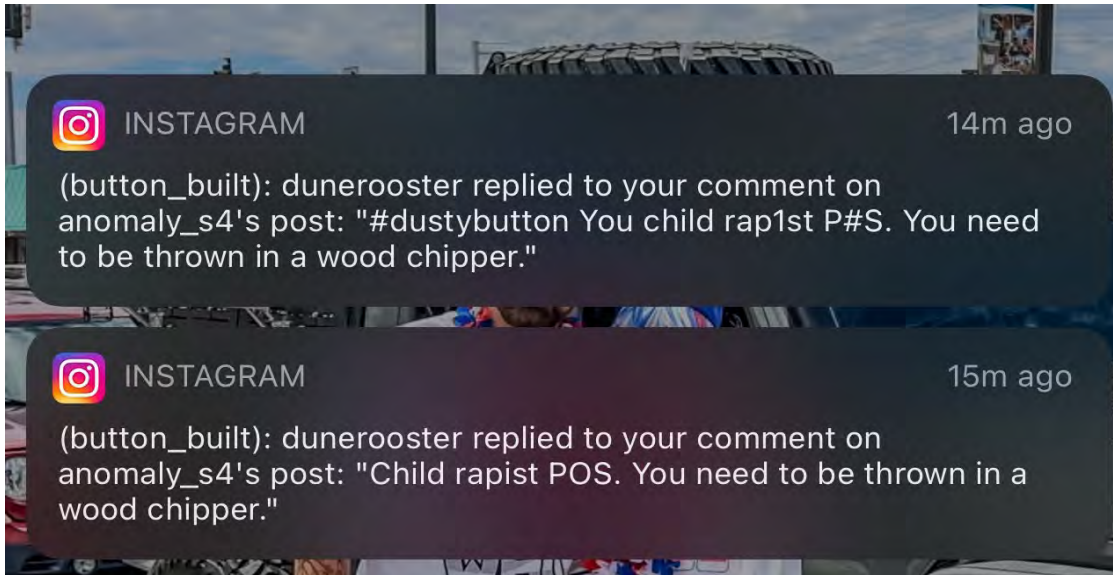 INSTAGRAM
14m ago
(button_built): dunerooster replied to your comment on
anomaly_s4's post: "#dustybutton You child rap1st P#S. You need
to be thrown in a wood chipper."
INSTAGRAM
15m ago
(button_built): dunerooster replied to your comment on
anomaly_s4's post: "Child rapist POS. You need to be thrown in a
wood chipper."